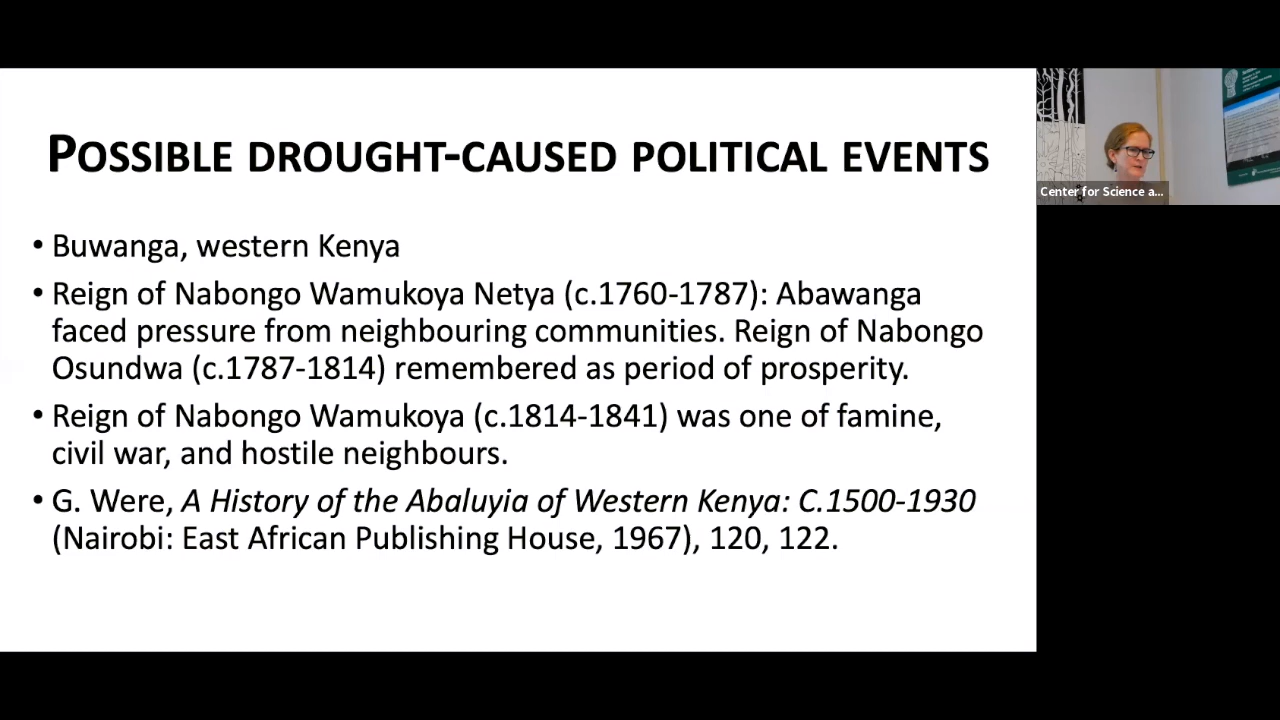 POSSIBLE DROUGHT-CAUSED POLITICAL EVENTS
• Buwanga, western Kenya
• Reign of Nabongo Wamukoya Netya (c.1760-1787): Abawanga
faced pressure from neighbouring communities. Reign of Nabongo
Osundwa (c.1787-1814) remembered as period of prosperity.
• Reign of Nabongo Wamukoya (c.1814-1841) was one of famine,
civil war, and hostile neighbours.
• G. Were, A History of the Abaluyia of Western Kenya: C.1500-1930
(Nairobi: East African Publishing House, 1967), 120, 122.
Center for Science a...